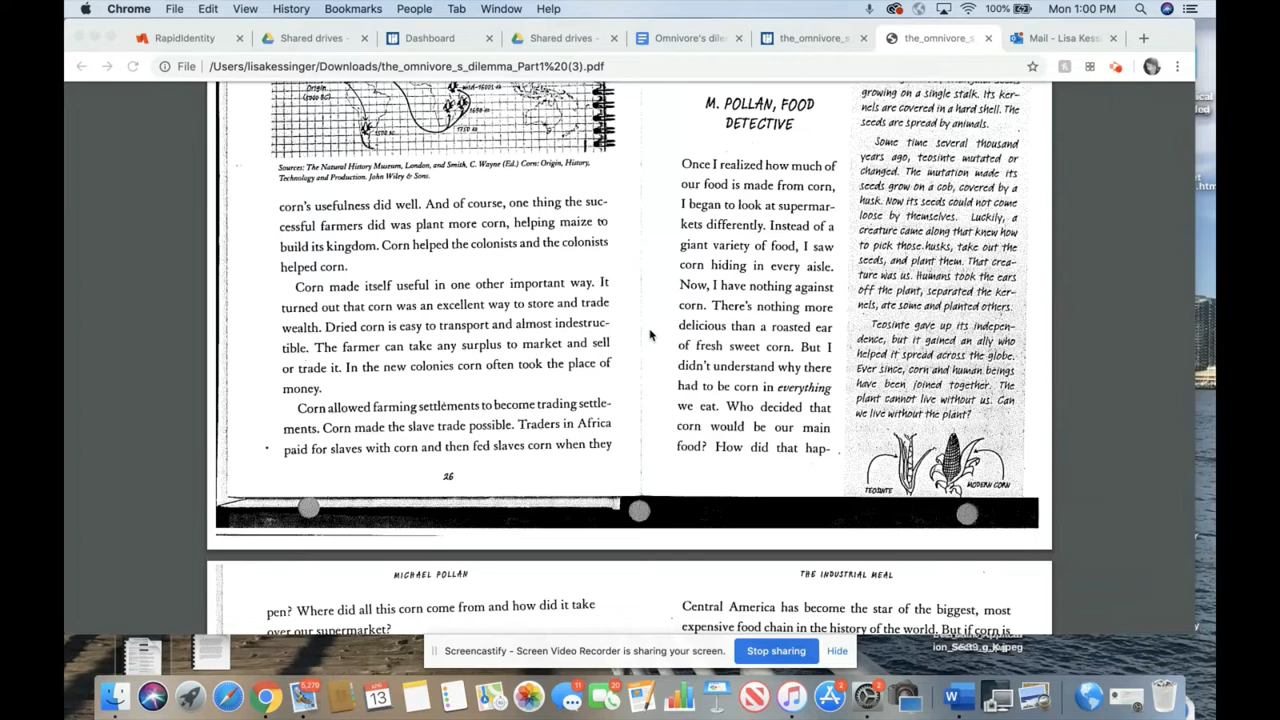 Chrome File Edit View History Bookmarks People Tab Window Help
100% Mon 1:00 PM
RapidIdentity
Shared drives -
Dashboard
Shared drives -
Omnivore's dile
the_omnivore_s
the_omnivore_s
Mail - Lisa Kess
File /Users/lisakessinger/Downloads/the_omnivore_s_dilemma_Part1%20(3).pdf
Origin
Sources: The Natural History Museum, London, and Smith, C. Wayne (Ed.) Corn: Origin, History,
Technology and Production. John Wiley & Sons.
corn's usefulness did well. And of course, one thing the suc-
cessful farmers did was plant more corn, helping maize to
build its kingdom. Corn helped the colonists and the colonists
helped corn.
Corn made itself useful in one other important way. It
turned out that corn was an excellent way to store and trade
wealth. Dried corn is easy to transport and almost indestruc-
tible. The farmer can take any surplus to market and sell
or trade it. In the new colonies corn often took the place of
money.
Corn allowed farming settlements to become trading settle-
ments. Corn made the slave trade possible. Traders in Africa
paid for slaves with corn and then fed slaves corn when they
26
M. POLLAN, FOOD
DETECTIVE
Once I realized how much of
our food is made from corn,
I began to look at supermar-
kets differently. Instead of a
giant variety of food, I saw
corn hiding in every aisle.
Now, I have nothing against
corn. There's nothing more
delicious than a roasted ear
of fresh sweet corn. But I
didn't understand why there
had to be corn in everything
we eat. Who decided that
corn would be our main
food? How did that hap-
growing on a single stalk. Its ker-
nels are covered in a hard shell. The
seeds are spread by animals.
Some time several thousand
years ago, teosinte mutated or
changed. The mutation made its
seeds grow on a cob, covered by a
husk. Now its seeds could not come
loose by themselves. Luckily, a
creature came along that knew how
to pick those husks, take out the
seeds, and plant them. That crea-
ture was us. Humans took the ears
off the plant, separated the ker-
nels, ate some and planted others.
Teosinte gave up its indepen-
dence, but it gained an ally who
helped it spread across the globe.
Ever since, corn and human beings
have been joined together. The
plant cannot live without us. Can
we live without the plant?
TEOSINTE
MODERN CORN
MICHAEL POLLAN
THE INDUSTRIAL MEAL
pen? Where did all this corn come from and how did it take
over our supermarket?
Central America has become the star of the biggest, most
expensive food chain in the history of the world. But if corn is
Screencastify - Screen Video Recorder is sharing your screen.
Stop sharing
Hide
5,279
APR
13
11
20
2
2